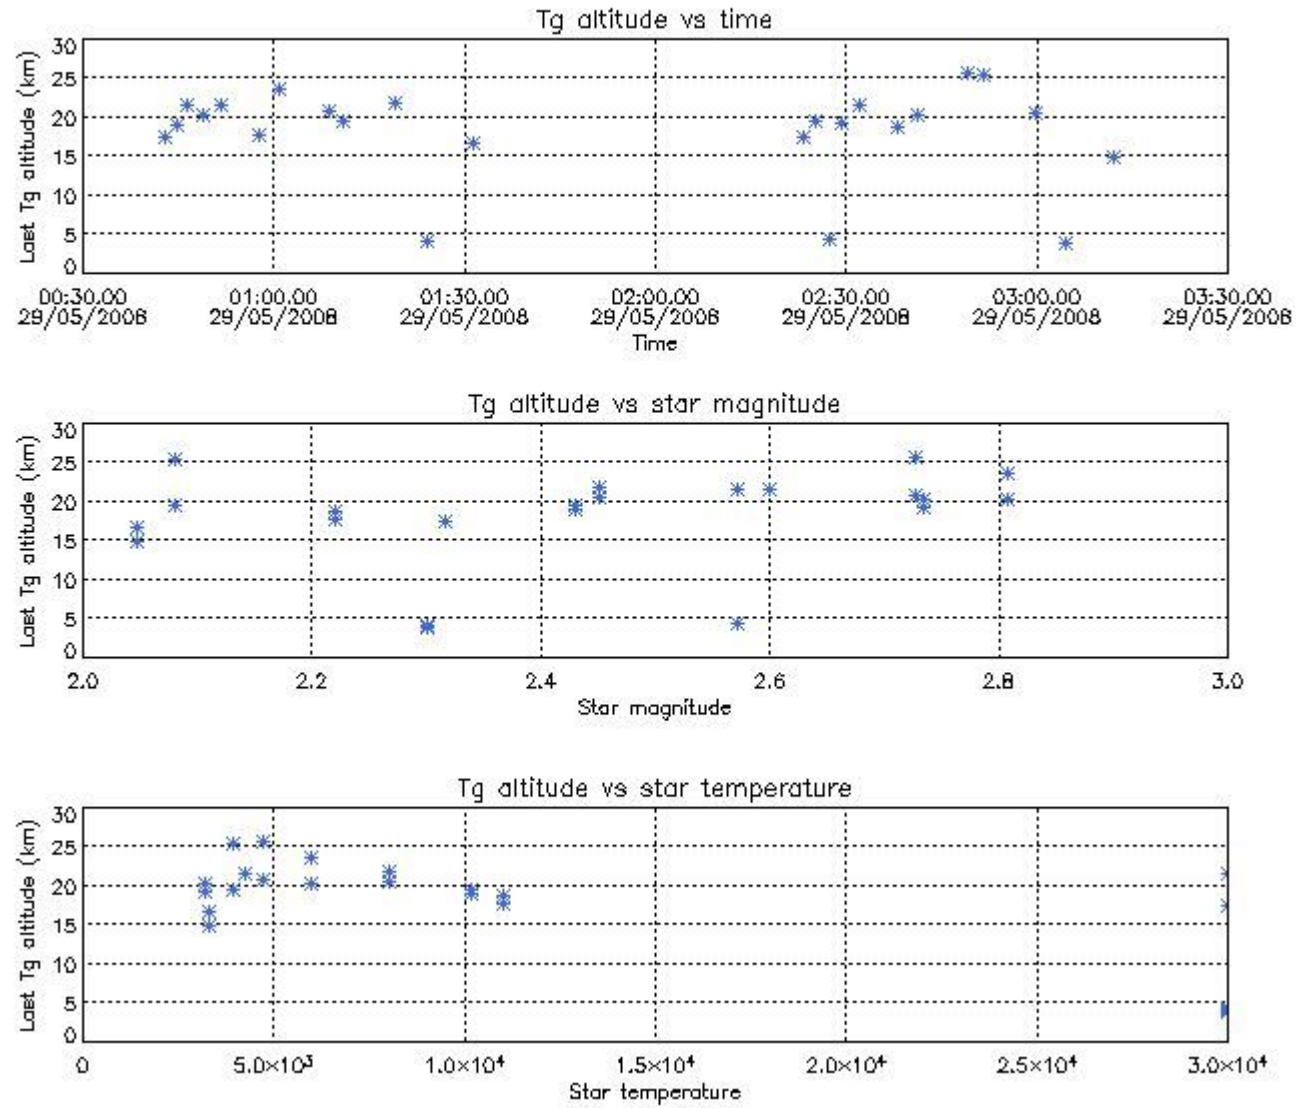 Tg altitude vs time
Last Tg altitude (km)
30
25
20
15
10
5
0
00:30.00 01:00.00 01:30.00 02:00.00 02:30.00 03:00.00 03:30.00
29/05/2008 29/05/2008 29/05/2008 29/05/2008 29/05/2008 29/05/2008 29/05/2008
Time
Tg altitude vs star magnitude
Last Tg altitude (km)
30
25
20
15
10
5
0
2.0 2.2 2.4 2.6 2.8 3.0
Star magnitude
Tg altitude vs star temperature
Last Tg altitude (km)
30
25
20
15
10
5
0
0 5.0×10³ 1.0×10⁴ 1.5×10⁴ 2.0×10⁴ 2.5×10⁴ 3.0×10⁴
Star temperature